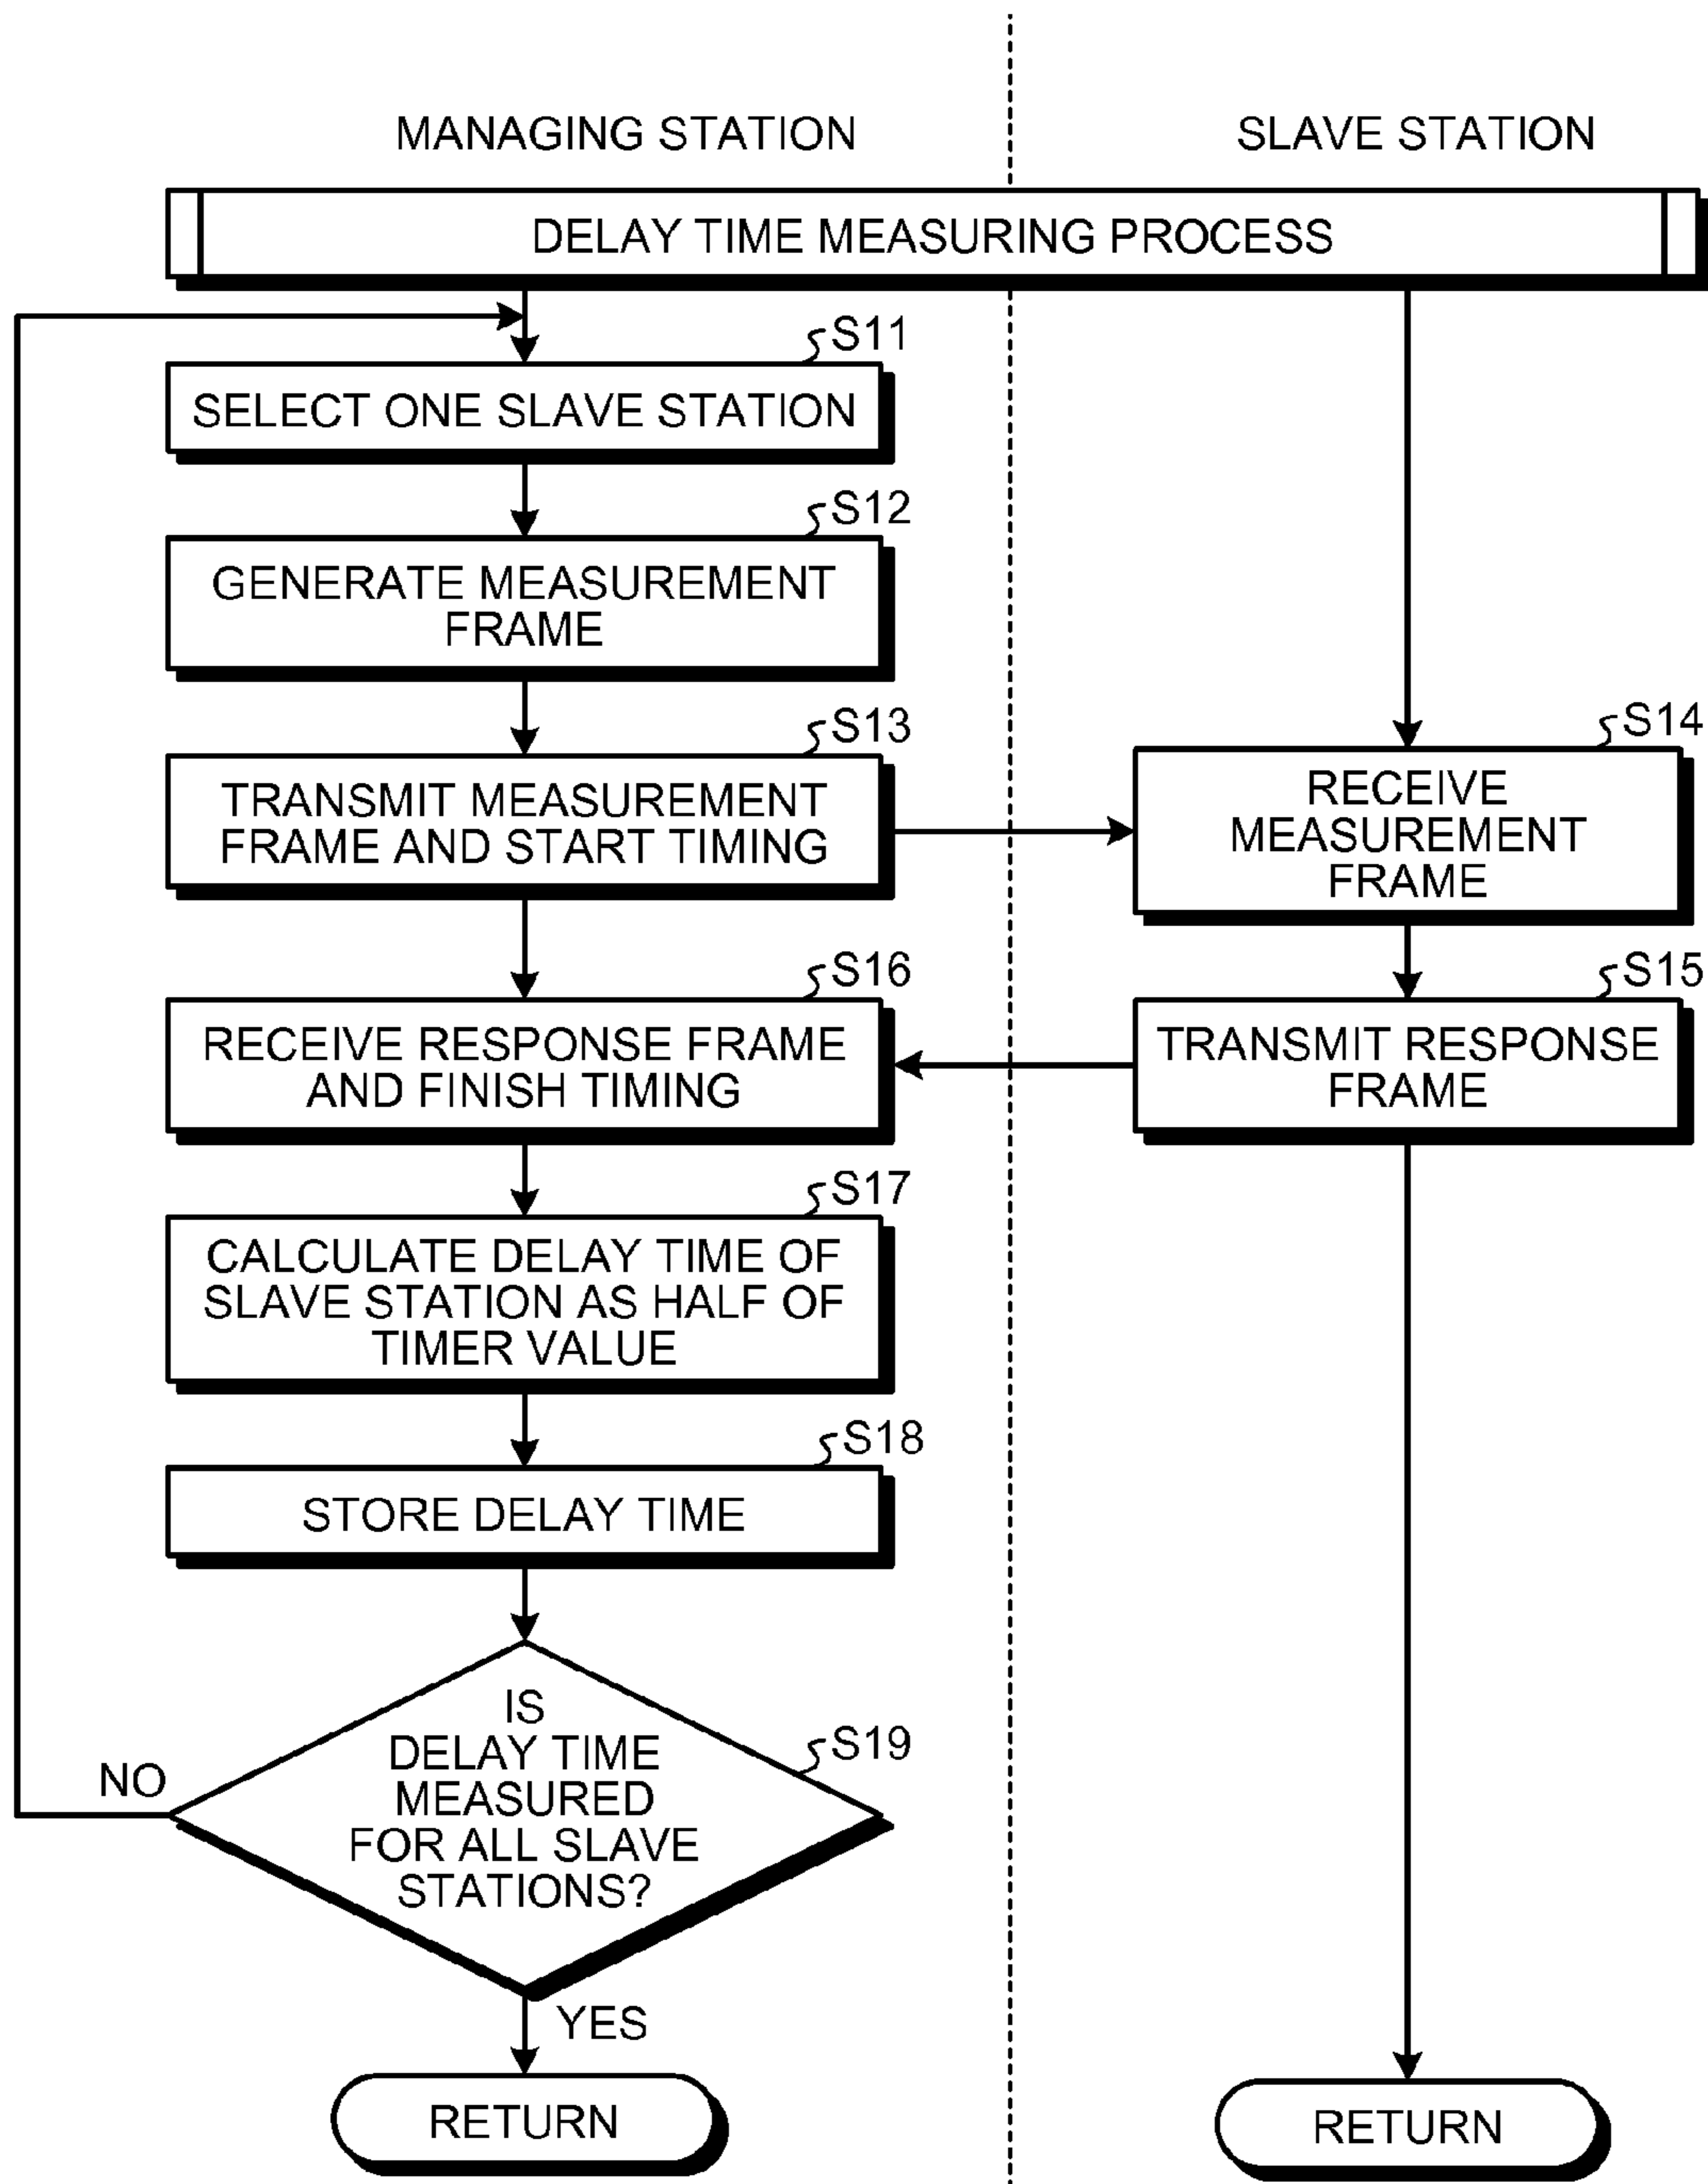 MANAGING STATION
SLAVE STATION
DELAY TIME MEASURING PROCESS
S11
SELECT ONE SLAVE STATION
S12
GENERATE MEASUREMENT
FRAME
S13
TRANSMIT MEASUREMENT
FRAME AND START TIMING
S14
RECEIVE
MEASUREMENT
FRAME
S15
TRANSMIT RESPONSE
FRAME
S16
RECEIVE RESPONSE FRAME
AND FINISH TIMING
S17
CALCULATE DELAY TIME OF
SLAVE STATION AS HALF OF
TIMER VALUE
S18
STORE DELAY TIME
S19
IS
DELAY TIME
MEASURED
FOR ALL SLAVE
STATIONS?
NO
YES
RETURN
RETURN